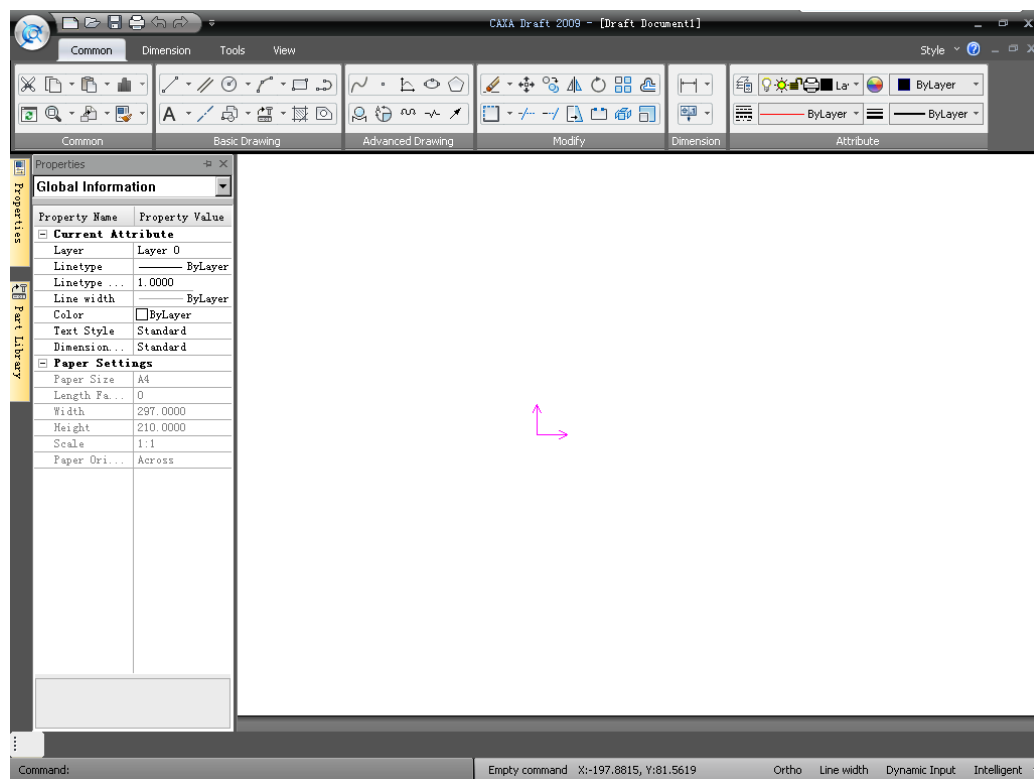 CAXA Draft 2009 - [Draft Document1]
Common Dimension Tools View Style
A La ByLayer
ByLayer ByLayer
Common Basic Drawing Advanced Drawing Modify Dimension Attribute
Properties
Global Information
Property Name Property Value
Current Attribute
Layer Layer 0
Linetype ByLayer
Linetype ... 1.0000
Line width ByLayer
Color ByLayer
Text Style Standard
Dimension... Standard
Paper Settings
Paper Size A4
Length Fa... 0
Width 297.0000
Height 210.0000
Scale 1:1
Paper Ori... Across
Properties
Part Library
Command: Empty command X:-197.8815, Y:81.5619 Ortho Line width Dynamic Input Intelligent